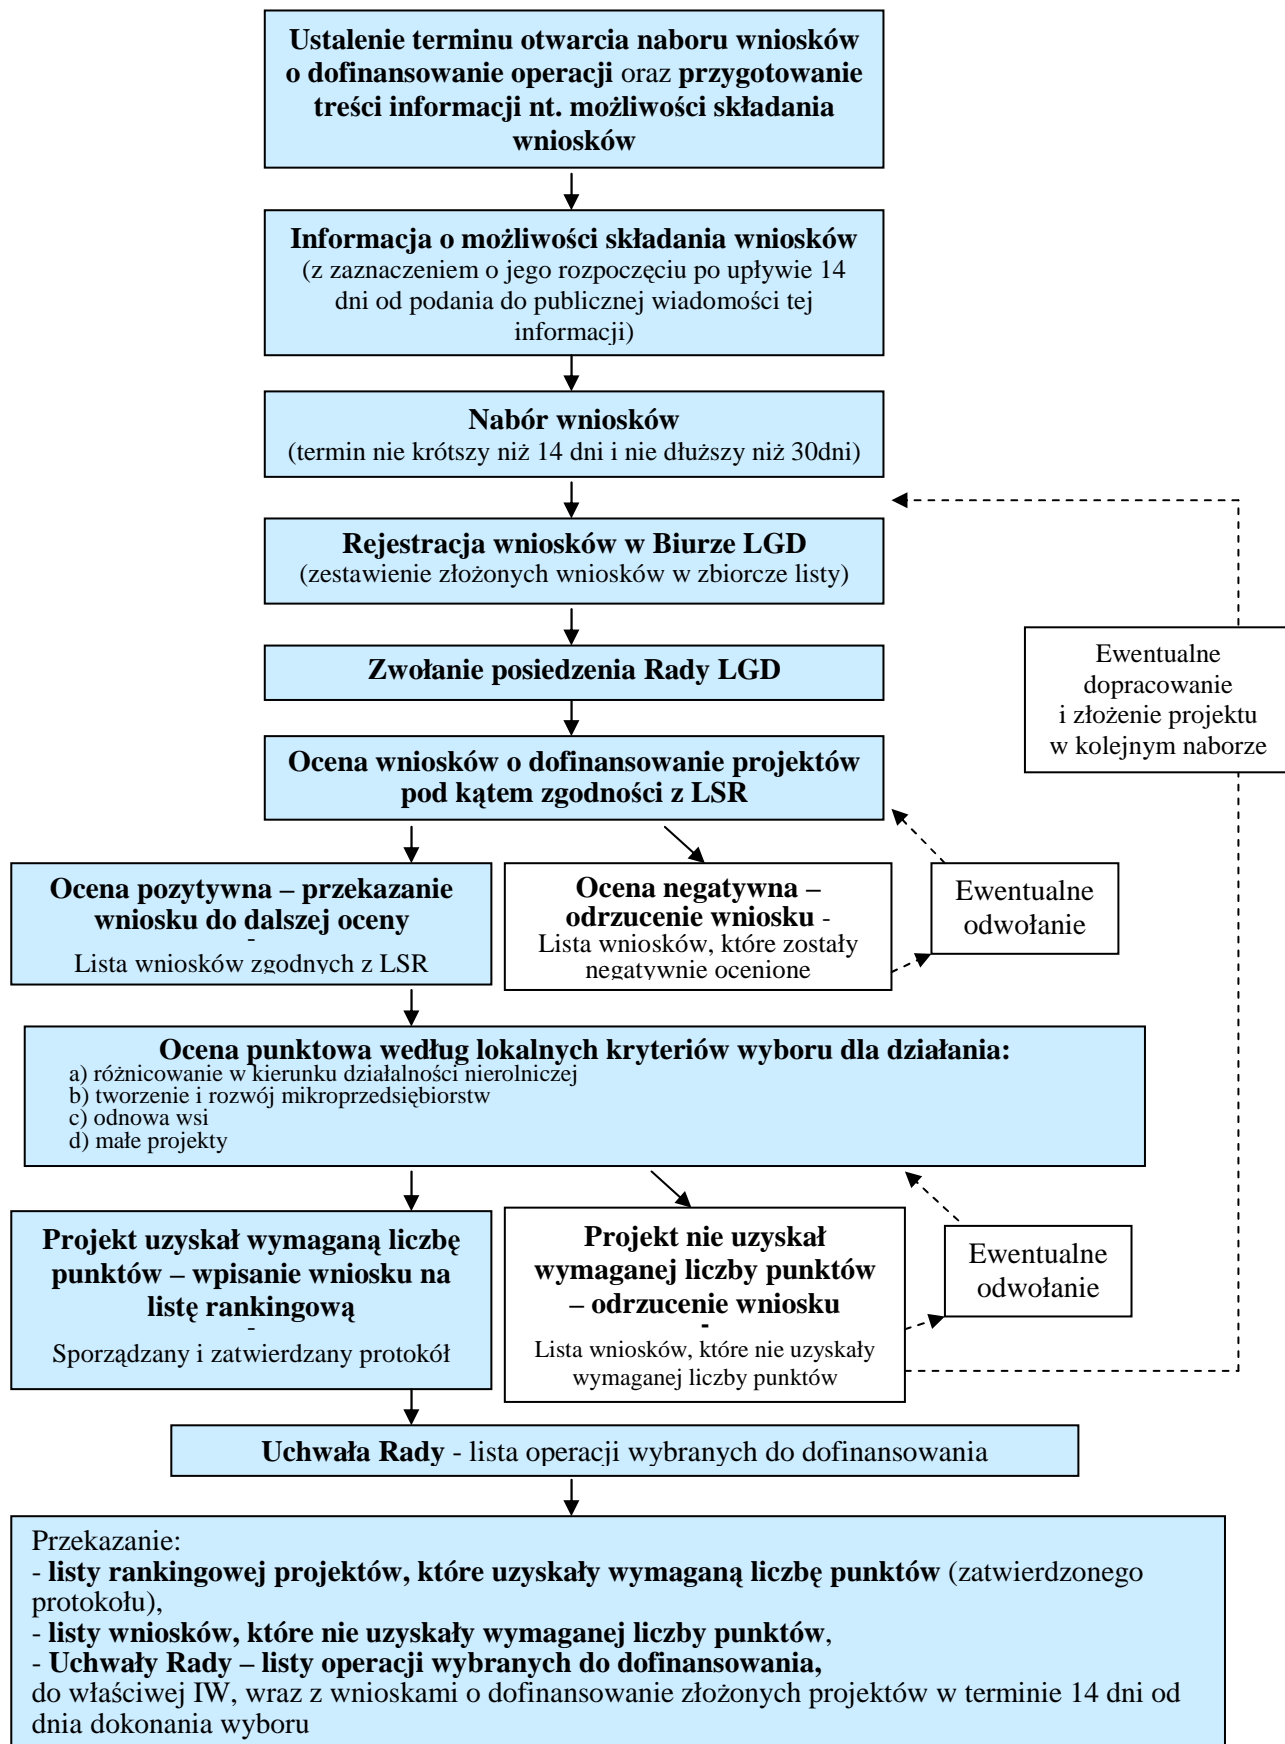 Ustalenie terminu otwarcia naboru wniosków
o dofinansowanie operacji oraz przygotowanie
treści informacji nt. możliwości składania
wniosków
Informacja o możliwości składania wniosków
(z zaznaczeniem o jego rozpoczęciu po upływie 14
dni od podania do publicznej wiadomości tej
informacji)
Nabór wniosków
(termin nie krótszy niż 14 dni i nie dłuższy niż 30dni)
Rejestracja wniosków w Biurze LGD
(zestawienie złożonych wniosków w zbiorcze listy)
Zwołanie posiedzenia Rady LGD
Ewentualne
dopracowanie
i złożenie projektu
w kolejnym naborze
Ocena wniosków o dofinansowanie projektów
pod kątem zgodności z LSR
Ocena pozytywna – przekazanie
wniosku do dalszej oceny
-
Lista wniosków zgodnych z LSR
Ocena negatywna –
odrzucenie wniosku -
Lista wniosków, które zostały
negatywnie ocenione
Ewentualne
odwołanie
Ocena punktowa według lokalnych kryteriów wyboru dla działania:
a) różnicowanie w kierunku działalności nierolniczej
b) tworzenie i rozwój mikroprzedsiębiorstw
c) odnowa wsi
d) małe projekty
Projekt uzyskał wymaganą liczbę
punktów – wpisanie wniosku na
listę rankingową
-
Sporządzany i zatwierdzany protokół
Projekt nie uzyskał
wymaganej liczby punktów
– odrzucenie wniosku
-
Lista wniosków, które nie uzyskały
wymaganej liczby punktów
Ewentualne
odwołanie
Uchwała Rady - lista operacji wybranych do dofinansowania
Przekazanie:
- listy rankingowej projektów, które uzyskały wymaganą liczbę punktów (zatwierdzonego
protokołu),
- listy wniosków, które nie uzyskały wymaganej liczby punktów,
- Uchwały Rady – listy operacji wybranych do dofinansowania,
do właściwej IW, wraz z wnioskami o dofinansowanie złożonych projektów w terminie 14 dni od
dnia dokonania wyboru